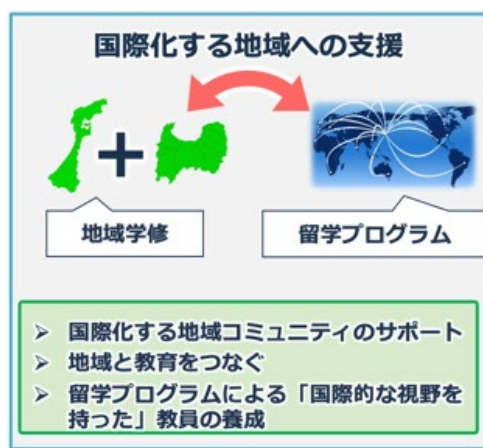 国際化する地域への支援
地域学修
留学プログラム
➢ 国際化する地域コミュニティのサポート
➢ 地域と教育をつなぐ
➢ 留学プログラムによる「国際的な視野を
持った」教員の養成